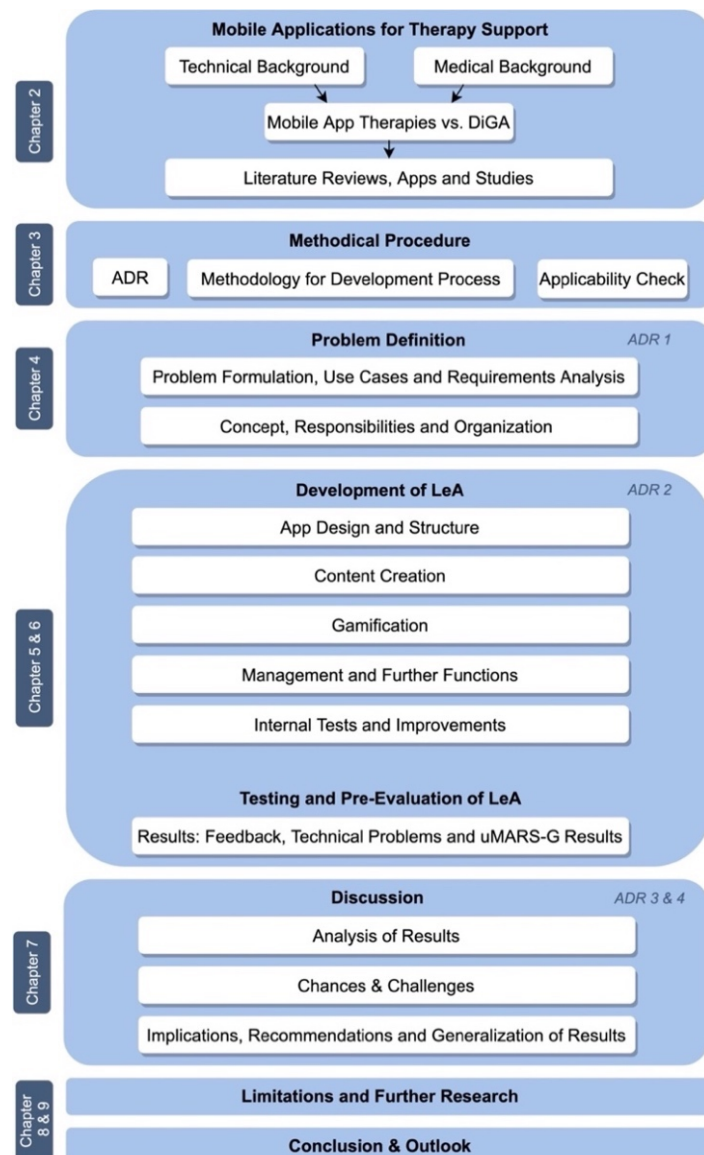 Chapter 2
Mobile Applications for Therapy Support
Technical Background
Medical Background
Mobile App Therapies vs. DiGA
Literature Reviews, Apps and Studies
Chapter 3
Methodical Procedure
ADR
Methodology for Development Process
Applicability Check
Chapter 4
Problem Definition
ADR 1
Problem Formulation, Use Cases and Requirements Analysis
Concept, Responsibilities and Organization
Chapter 5 & 6
Development of LeA
ADR 2
App Design and Structure
Content Creation
Gamification
Management and Further Functions
Internal Tests and Improvements
Testing and Pre-Evaluation of LeA
Results: Feedback, Technical Problems and uMARS-G Results
Chapter 7
Discussion
ADR 3 & 4
Analysis of Results
Chances & Challenges
Implications, Recommendations and Generalization of Results
Chapter
8 & 9
Limitations and Further Research
Conclusion & Outlook